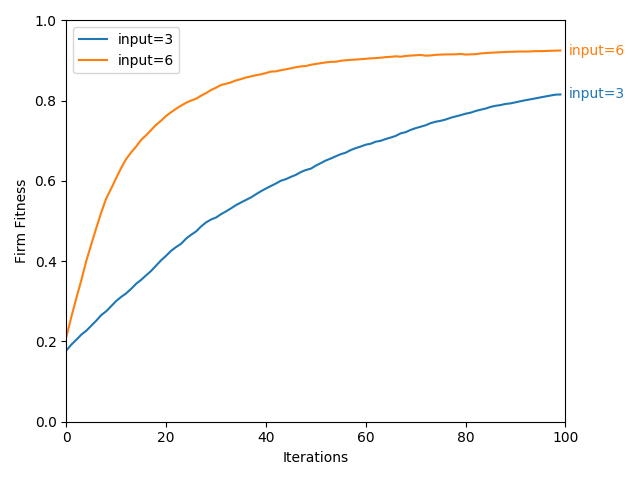 1.0
0.8
0.6
0.4
0.2
0.0
Firm Fitness
input=3
input=6
input=6
input=3
0 20 40 60 80 100
Iterations